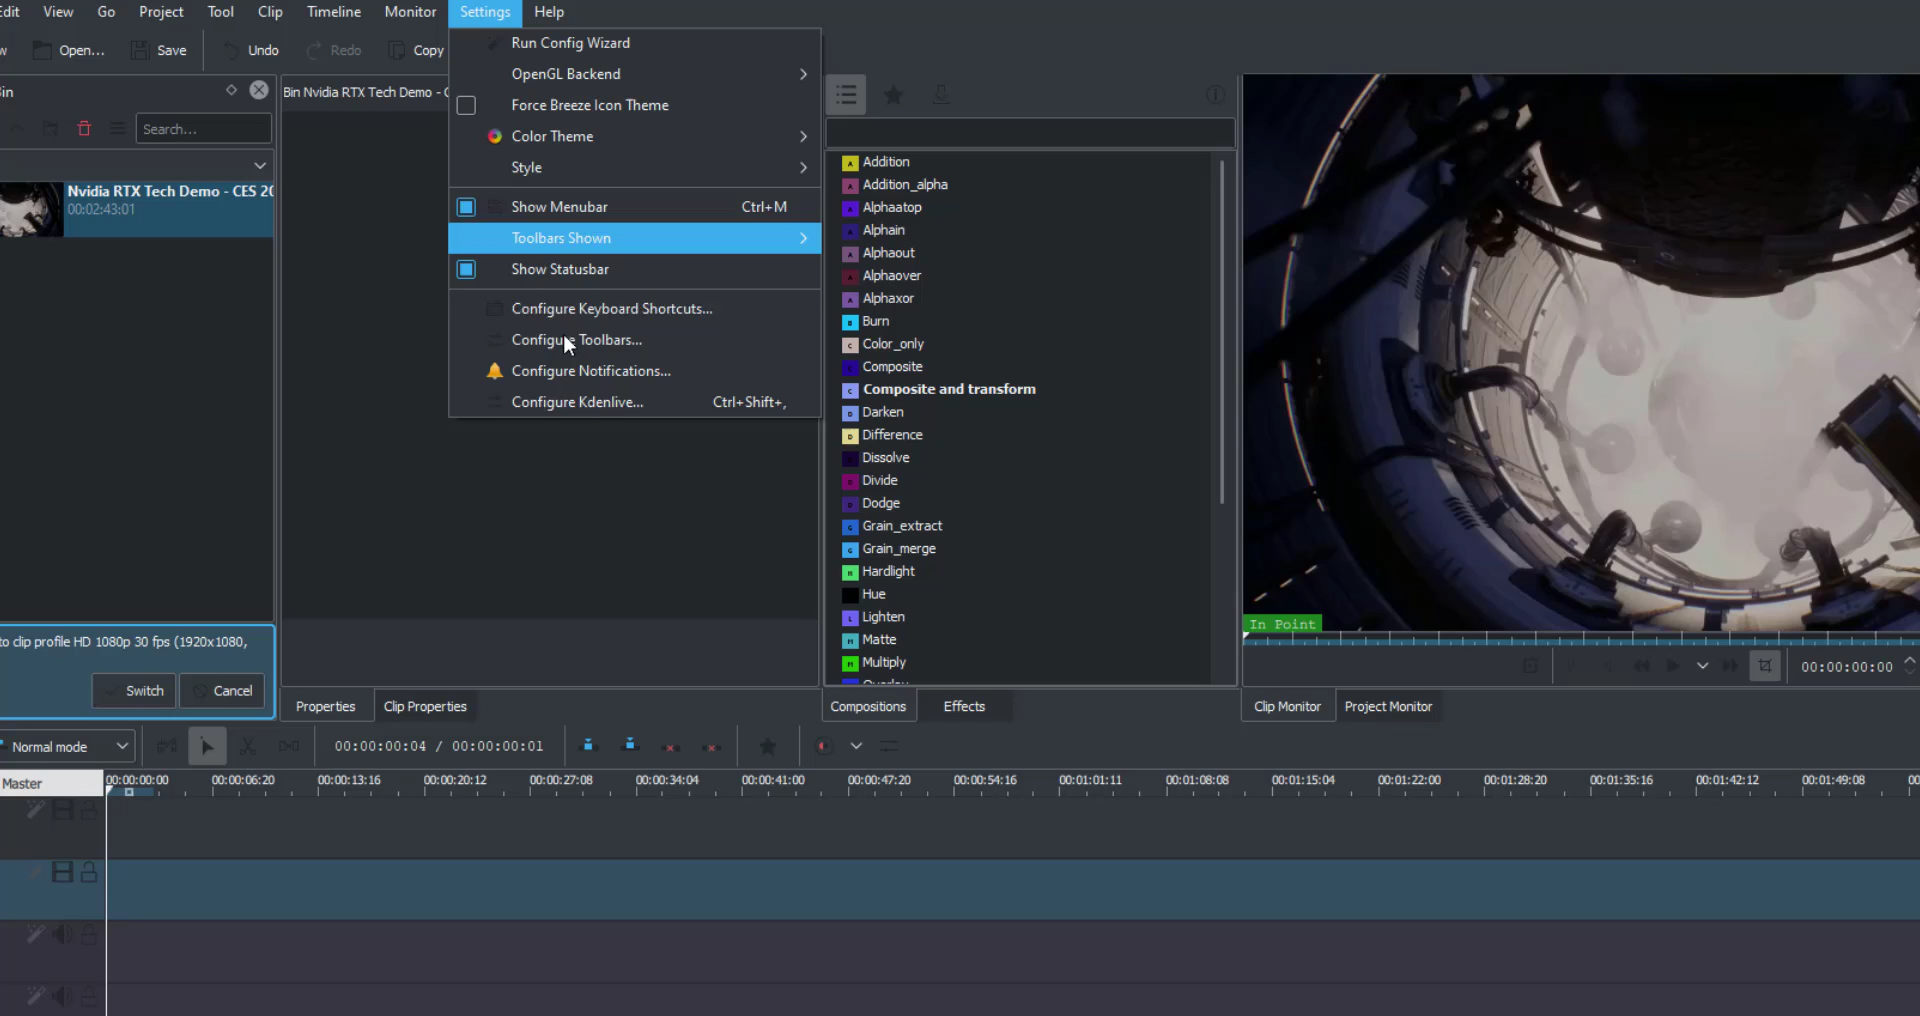 View Go Project Tool Clip Timeline Monitor Settings Help
Open... Save Undo Redo Copy
Run Config Wizard
OpenGL Backend
Force Breeze Icon Theme
Color Theme
Style
Show Menubar Ctrl+M
Toolbars Shown
Show Statusbar
Configure Keyboard Shortcuts...
Configure Toolbars...
Configure Notifications...
Configure Kdenlive... Ctrl+Shift+,
Search...
Nvidia RTX Tech Demo - CES 20
00:02:43:01
to clip profile HD 1080p 30 fps (1920x1080,
Switch Cancel
Bin Nvidia RTX Tech Demo -
Properties Clip Properties
Addition
Addition_alpha
Alphaatop
Alphain
Alphaout
Alphaover
Alphaxor
Burn
Color_only
Composite
Composite and transform
Darken
Difference
Dissolve
Divide
Dodge
Grain_extract
Grain_merge
Hardlight
Hue
Lighten
Matte
Multiply
Compositions Effects
In Point
00:00:00:00
Clip Monitor Project Monitor
Normal mode 00:00:00:04 / 00:00:00:01
Master 00:00:00:00 00:00:06:20 00:00:13:16 00:00:20:12 00:00:27:08 00:00:34:04 00:00:41:00 00:00:47:20 00:00:54:16 00:01:01:11 00:01:08:08 00:01:15:04 00:01:22:00 00:01:28:20 00:01:35:16 00:01:42:12 00:01:49:08